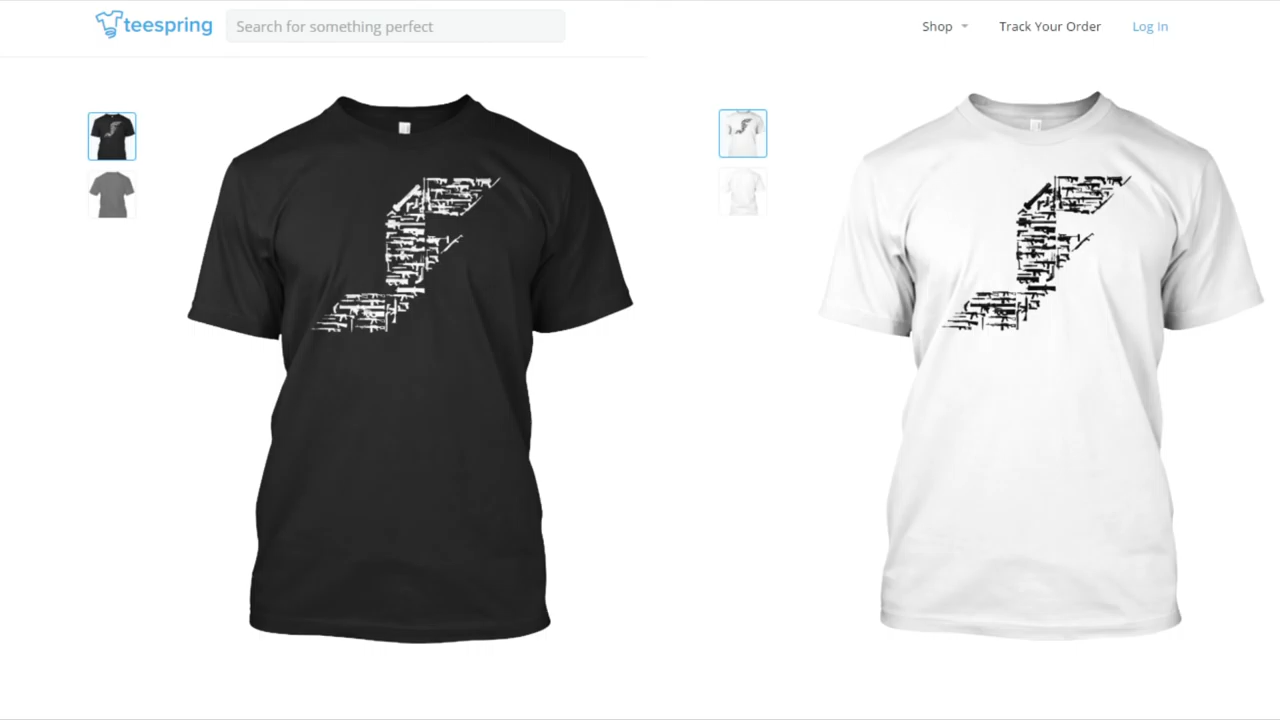 teespring
Search for something perfect
Shop
Track Your Order
Log In